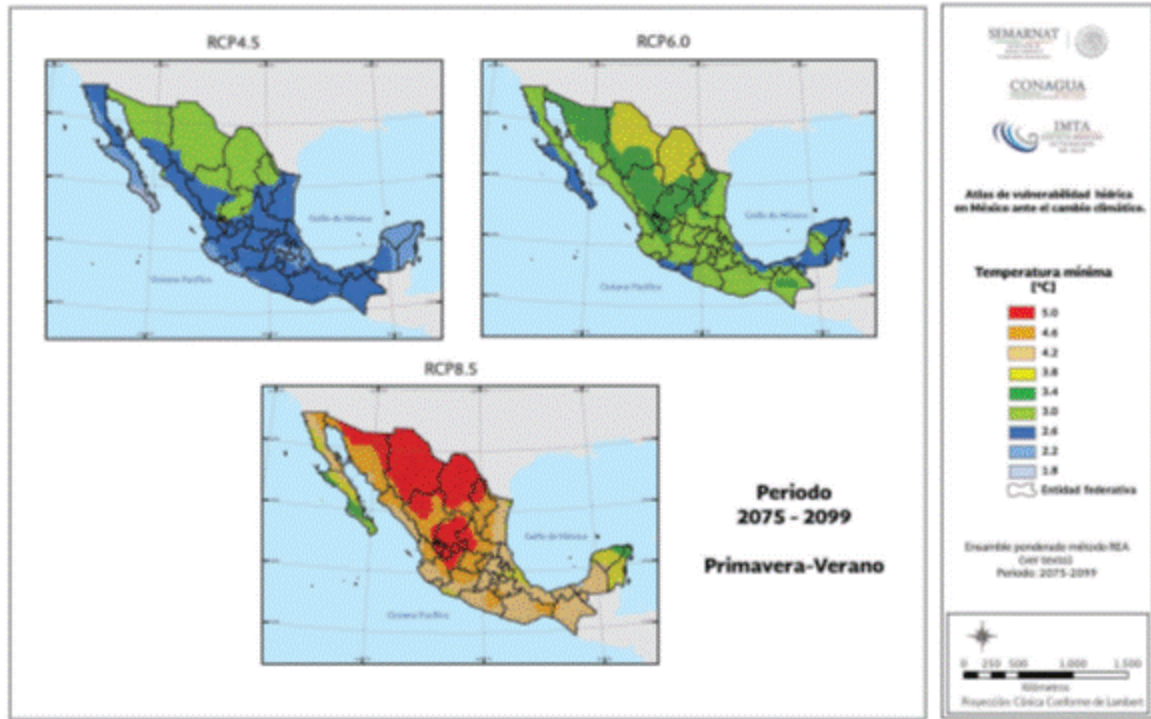 RCP4.5
RCP6.0
Golfo de México
Océano Pacífico
Golfo de México
Océano Pacífico
RCP8.5
Golfo de México
Océano Pacífico
Periodo
2075 - 2099
Primavera-Verano
SEMARNAT
CONAGUA
IMTA
Atlas de vulnerabilidad hídrica
en México ante el cambio climático.
Temperatura mínima
[°C]
5.0
4.6
4.2
3.8
3.4
3.0
2.6
2.2
1.8
Entidad federativa
Ensamble ponderado método REA
(ver texto)
Periodo: 2075-2099
0 250 500 1,000 1,500
Kilómetros
Proyección: Cónica Conforme de Lambert